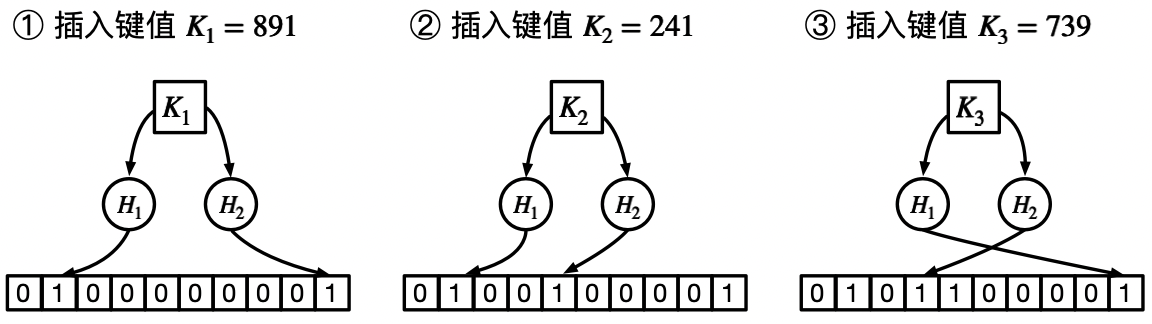 ① 插入键值 K₁ = 891
② 插入键值 K₂ = 241
③ 插入键值 K₃ = 739
K₁
K₂
K₃
H₁ H₂
H₁ H₂
H₁ H₂
0 1 0 0 0 0 0 0 0 1
0 1 0 0 1 0 0 0 0 1
0 1 0 1 1 0 0 0 0 1